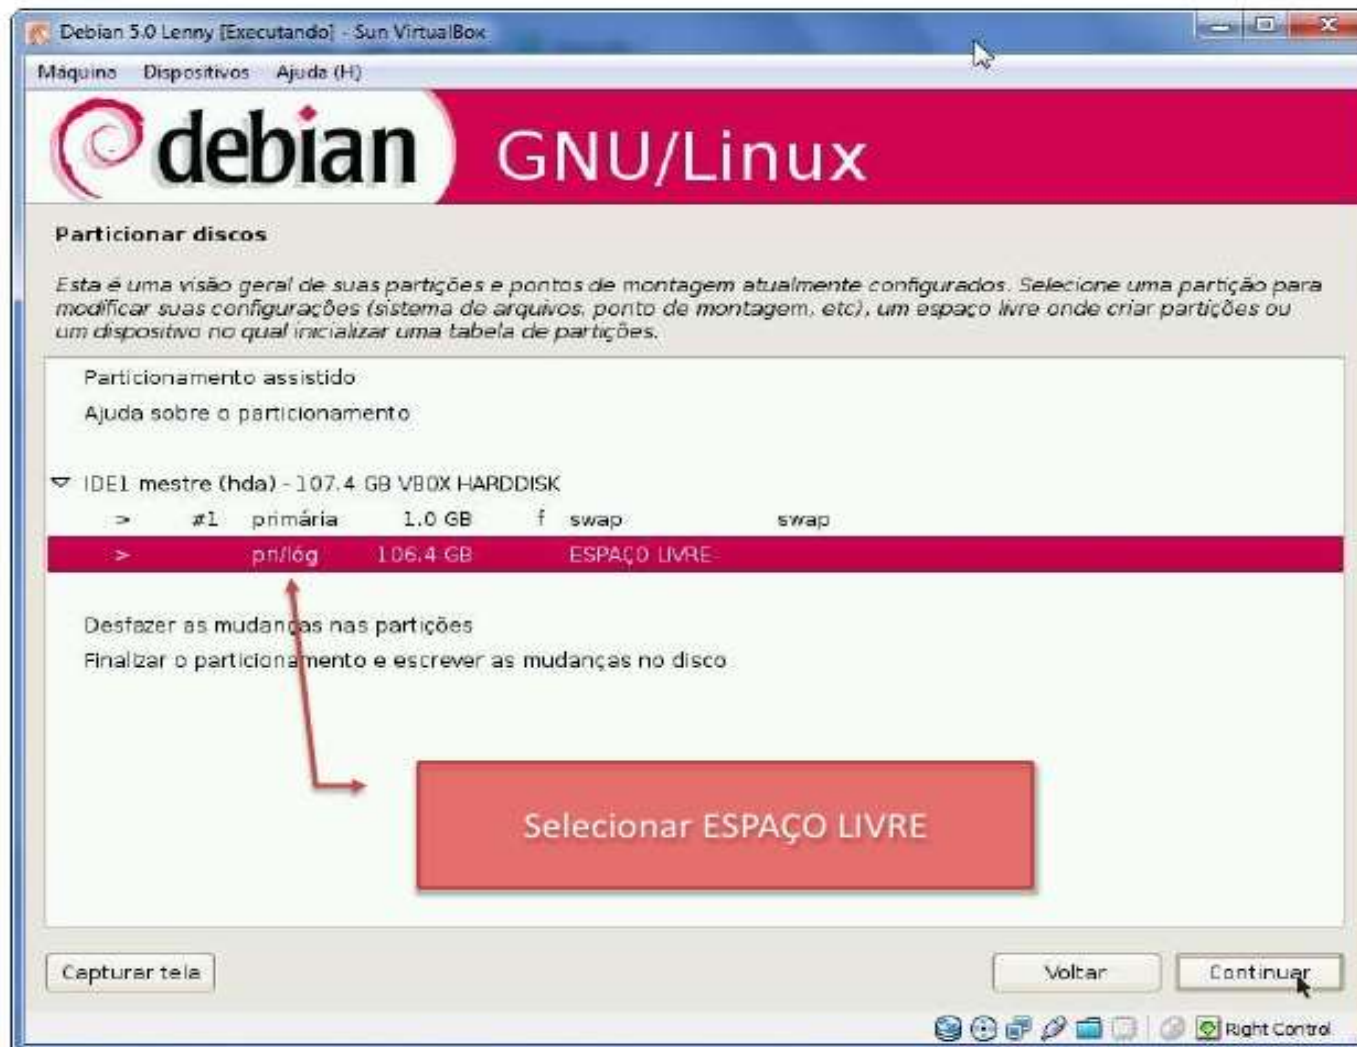 Debian 5.0 Lenny [Executando] - Sun VirtualBox
Máquina Dispositivos Ajuda (H)
debian GNU/Linux
Particionar discos
Esta é uma visão geral de suas partições e pontos de montagem atualmente configurados. Selecione uma partição para
modificar suas configurações (sistema de arquivos, ponto de montagem, etc), um espaço livre onde criar partições ou
um dispositivo no qual inicializar uma tabela de partições.
Particionamento assistido
Ajuda sobre o particionamento
IDE1 mestre (hda) - 107.4 GB VBOX HARDDISK
> #1 primária 1.0 GB f swap swap
> pri/lóg 106.4 GB ESPAÇO LIVRE
Desfazer as mudanças nas partições
Finalizar o particionamento e escrever as mudanças no disco
Selecionar ESPAÇO LIVRE
Capturar tela
Voltar
Continuar
Right Control